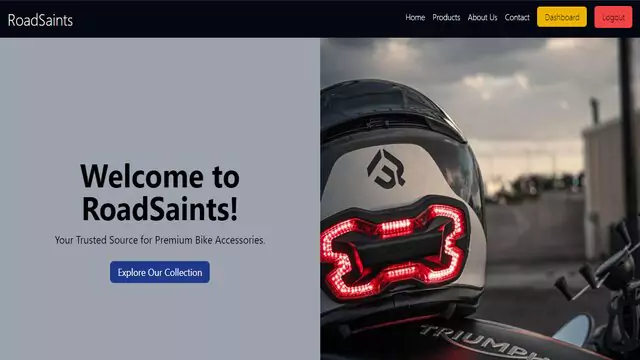 RoadSaints
Home Products About Us Contact Dashboard Logout
Welcome to
RoadSaints!
Your Trusted Source for Premium Bike Accessories.
Explore Our Collection
TRIUMPH